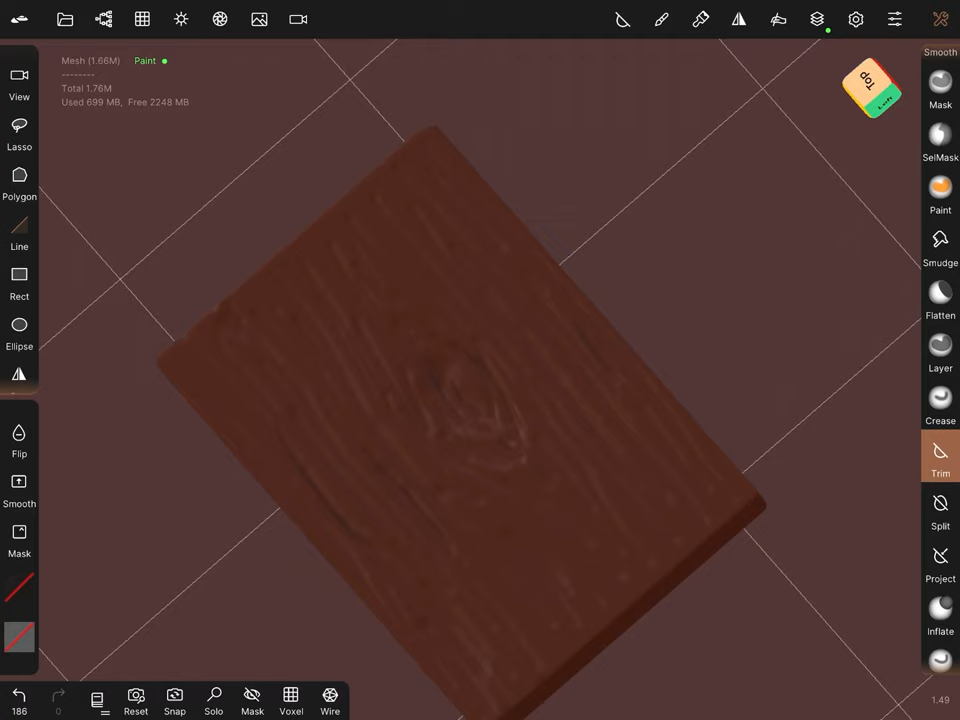 Mesh (1.66M) Paint
--------
Total 1.76M
Used 699 MB, Free 2248 MB
Top
Left
View
Lasso
Polygon
Line
Rect
Ellipse
Flip
Smooth
Mask
Smooth
Mask
SelMask
Paint
Smudge
Flatten
Layer
Crease
Trim
Split
Project
Inflate
186
0
Reset
Snap
Solo
Mask
Voxel
Wire
1.49